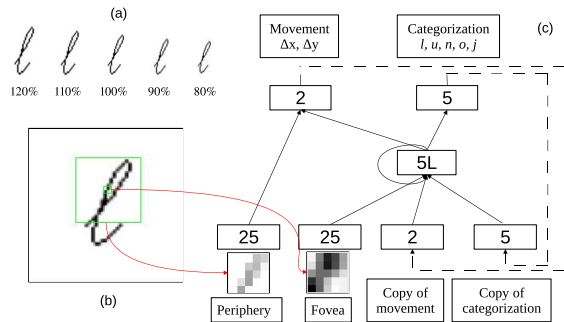 (a)
120% 110% 100% 90% 80%
(b)
(c)
Movement
Δx, Δy
Categorization
l, u, n, o, j
2
5
5L
25
25
2
5
Periphery
Fovea
Copy of
movement
Copy of
categorization